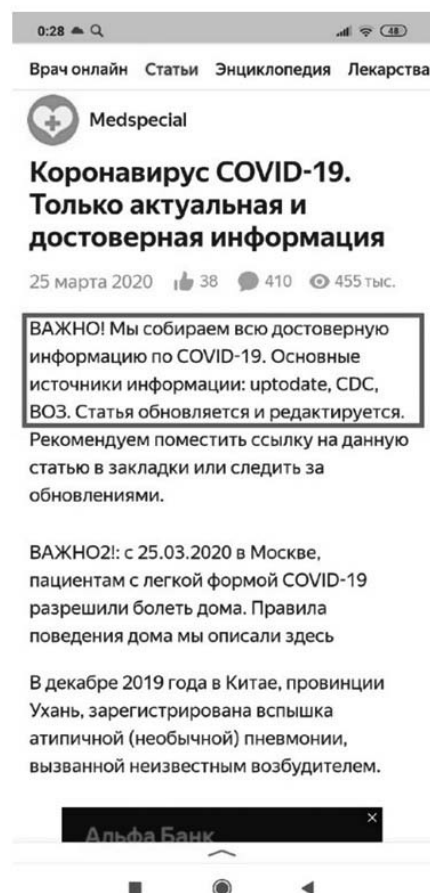 0:28
48
Врач онлайн Статьи Энциклопедия Лекарства
Medspecial
Коронавирус COVID-19.
Только актуальная и
достоверная информация
25 марта 2020 38 410 455 тыс.
ВАЖНО! Мы собираем всю достоверную
информацию по COVID-19. Основные
источники информации: uptodate, CDC,
ВОЗ. Статья обновляется и редактируется.
Рекомендуем поместить ссылку на данную
статью в закладки или следить за
обновлениями.
ВАЖНО2!: с 25.03.2020 в Москве,
пациентам с легкой формой COVID-19
разрешили болеть дома. Правила
поведения дома мы описали здесь
В декабре 2019 года в Китае, провинции
Ухань, зарегистрирована вспышка
атипичной (необычной) пневмонии,
вызванной неизвестным возбудителем.
Альфа Банк